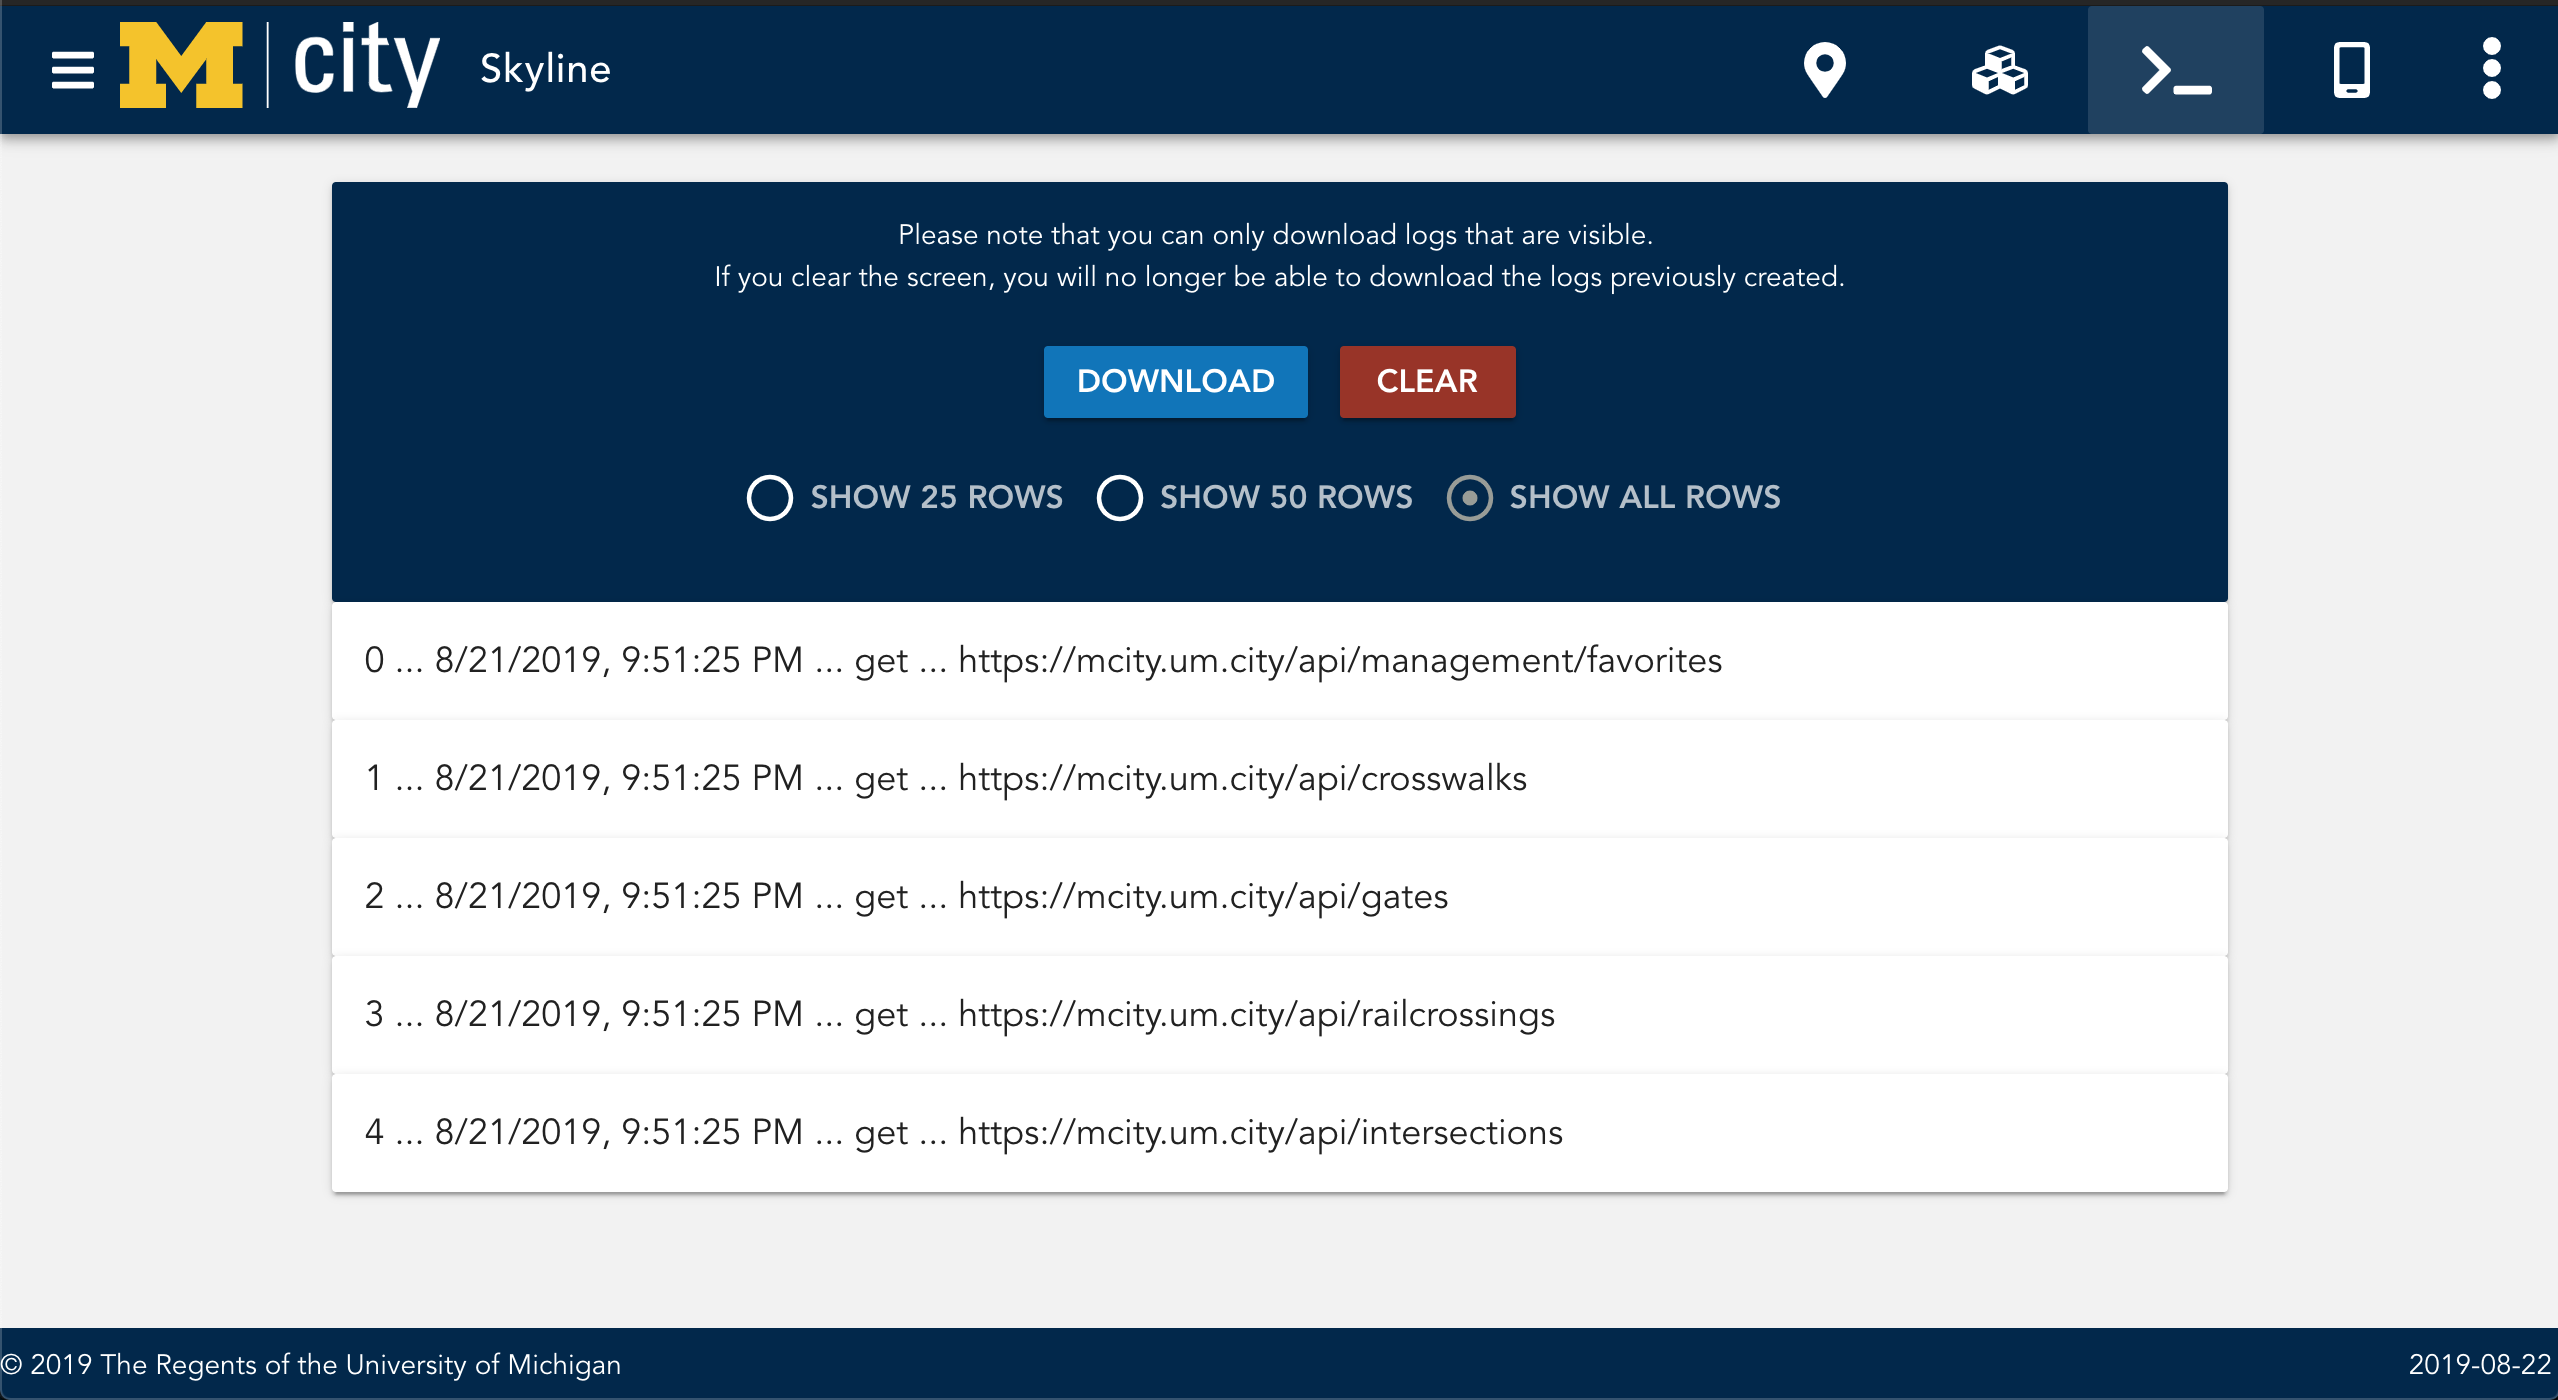 M city Skyline
Please note that you can only download logs that are visible.
If you clear the screen, you will no longer be able to download the logs previously created.
DOWNLOAD CLEAR
SHOW 25 ROWS SHOW 50 ROWS SHOW ALL ROWS
0 ... 8/21/2019, 9:51:25 PM ... get ... https://mcity.um.city/api/management/favorites
1 ... 8/21/2019, 9:51:25 PM ... get ... https://mcity.um.city/api/crosswalks
2 ... 8/21/2019, 9:51:25 PM ... get ... https://mcity.um.city/api/gates
3 ... 8/21/2019, 9:51:25 PM ... get ... https://mcity.um.city/api/railcrossings
4 ... 8/21/2019, 9:51:25 PM ... get ... https://mcity.um.city/api/intersections
© 2019 The Regents of the University of Michigan 2019-08-22